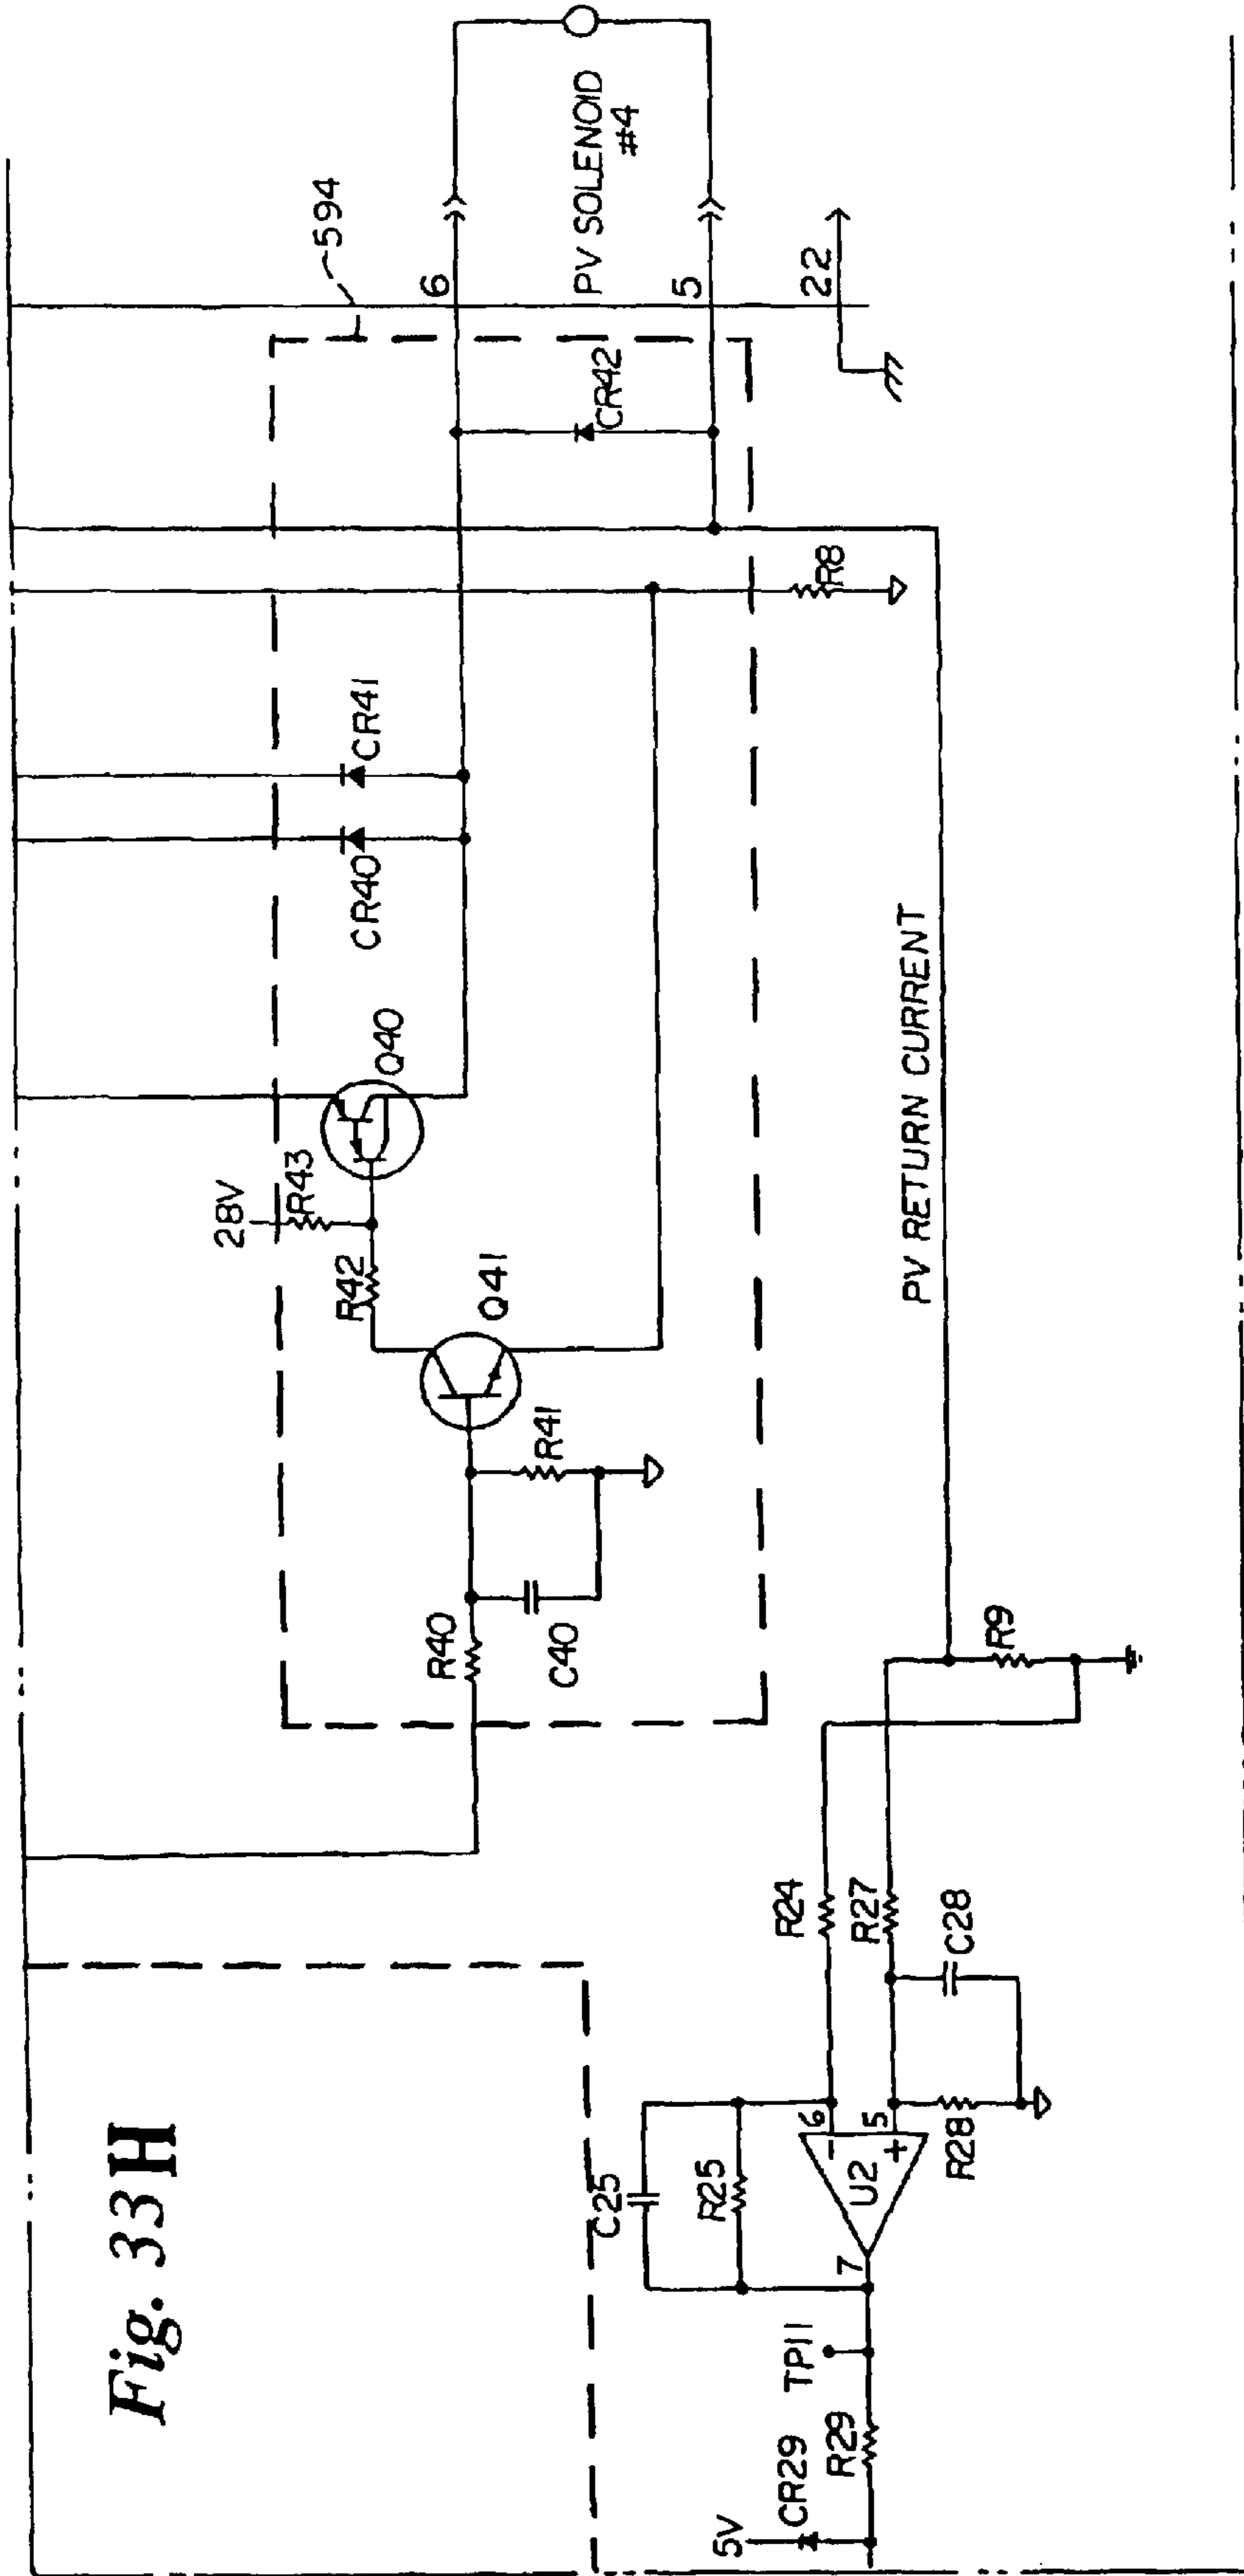 Fig. 33H
594
28V
R43
Q40
CR40
CR41
CR42
6
PV SOLENOID
#4
5
22
R42
Q41
R40
C40
R41
R8
PV RETURN CURRENT
R9
R24
R27
C28
C25
R25
6
5
-
+
U2
7
R28
TP11
5V
CR29
R29